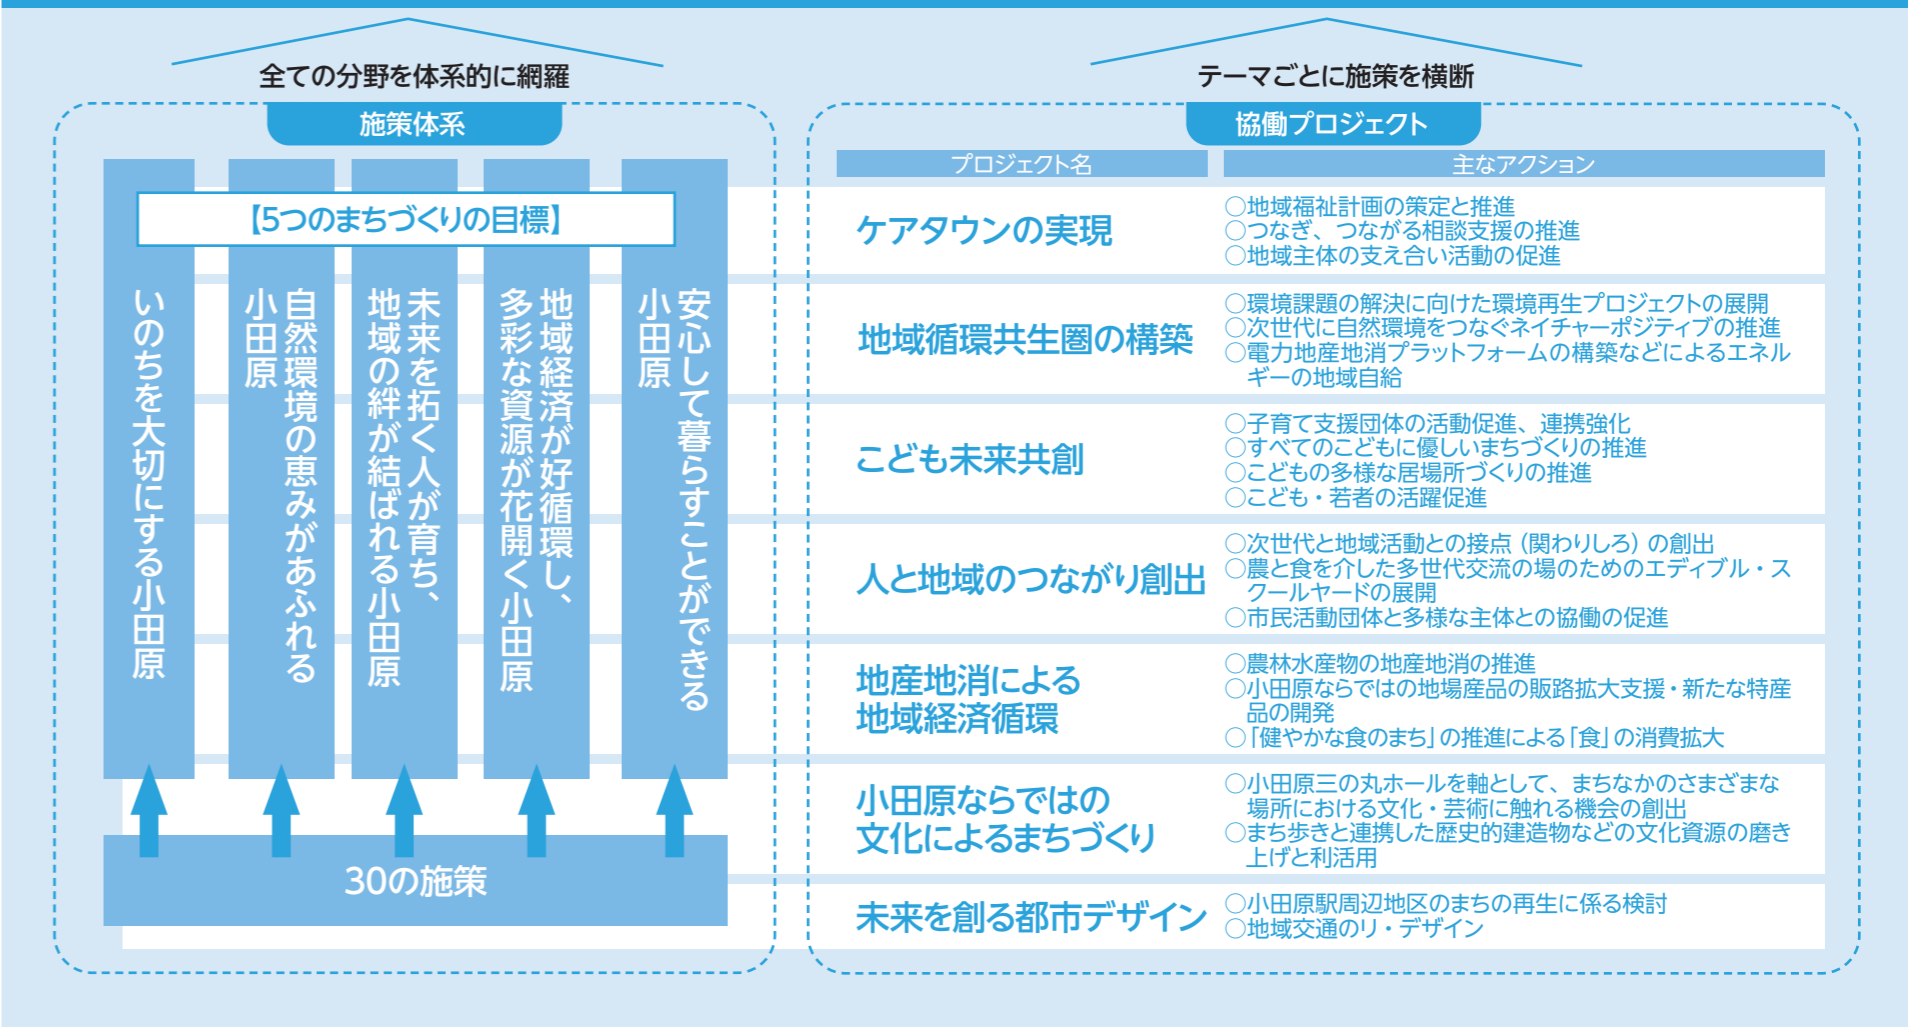 全ての分野を体系的に網羅
施策体系
【5つのまちづくりの目標】
いのちを大切にする小田原
自然環境の恵みがあふれる
小田原
未来を拓く人が育ち、
地域の絆が結ばれる小田原
地域経済が好循環し、
多彩な資源が花開く小田原
安心して暮らすことができる
小田原
30の施策
テーマごとに施策を横断
協働プロジェクト
プロジェクト名
主なアクション
ケアタウンの実現
○地域福祉計画の策定と推進
○つなぎ、つながる相談支援の推進
○地域主体の支え合い活動の促進
地域循環共生圏の構築
○環境課題の解決に向けた環境再生プロジェクトの展開
○次世代に自然環境をつなぐネイチャーポジティブの推進
○電力地産地消プラットフォームの構築などによるエネル
ギーの地域自給
こども未来共創
○子育て支援団体の活動促進、連携強化
○すべてのこどもに優しいまちづくりの推進
○こどもの多様な居場所づくりの推進
○こども・若者の活躍促進
人と地域のつながり創出
○次世代と地域活動との接点（関わりしろ）の創出
○農と食を介した多世代交流の場のためのエディブル・ス
クールヤードの展開
○市民活動団体と多様な主体との協働の促進
地産地消による
地域経済循環
○農林水産物の地産地消の推進
○小田原ならではの地場産品の販路拡大支援・新たな特産
品の開発
○「健やかな食のまち」の推進による「食」の消費拡大
小田原ならではの
文化によるまちづくり
○小田原三の丸ホールを軸として、まちなかのさまざまな
場所における文化・芸術に触れる機会の創出
○まち歩きと連携した歴史的建造物などの文化資源の磨き
上げと利活用
未来を創る都市デザイン
○小田原駅周辺地区のまちの再生に係る検討
○地域交通のリ・デザイン